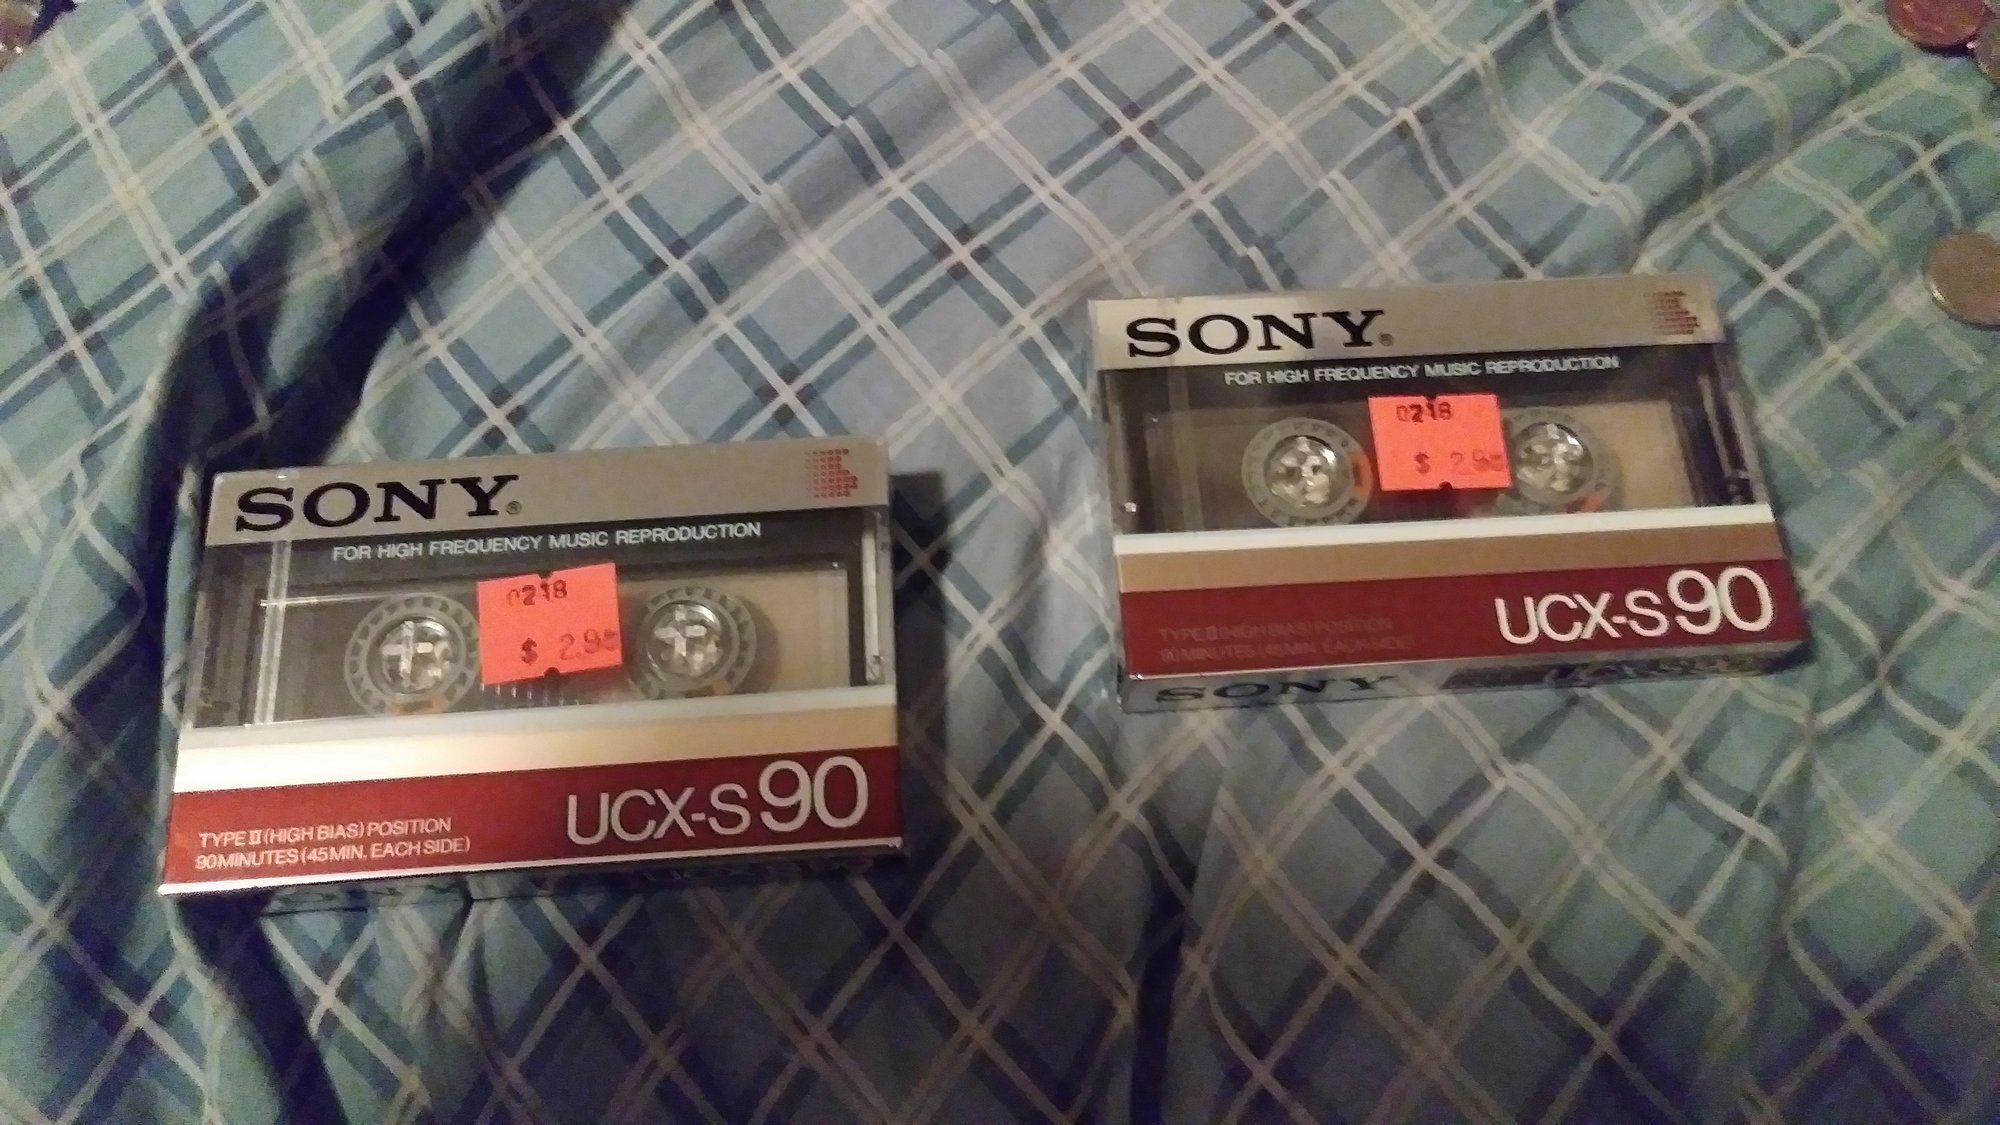 SONY®
FOR HIGH FREQUENCY MUSIC REPRODUCTION
0218
$ 2.9
UCX-S 90
TYPE II (HIGH BIAS) POSITION
90 MINUTES (45 MIN. EACH SIDE)
SONY®
FOR HIGH FREQUENCY MUSIC REPRODUCTION
0218
$ 2.9
UCX-S 90
TYPE II (HIGH BIAS) POSITION
90 MINUTES (45 MIN. EACH SIDE)
SONY